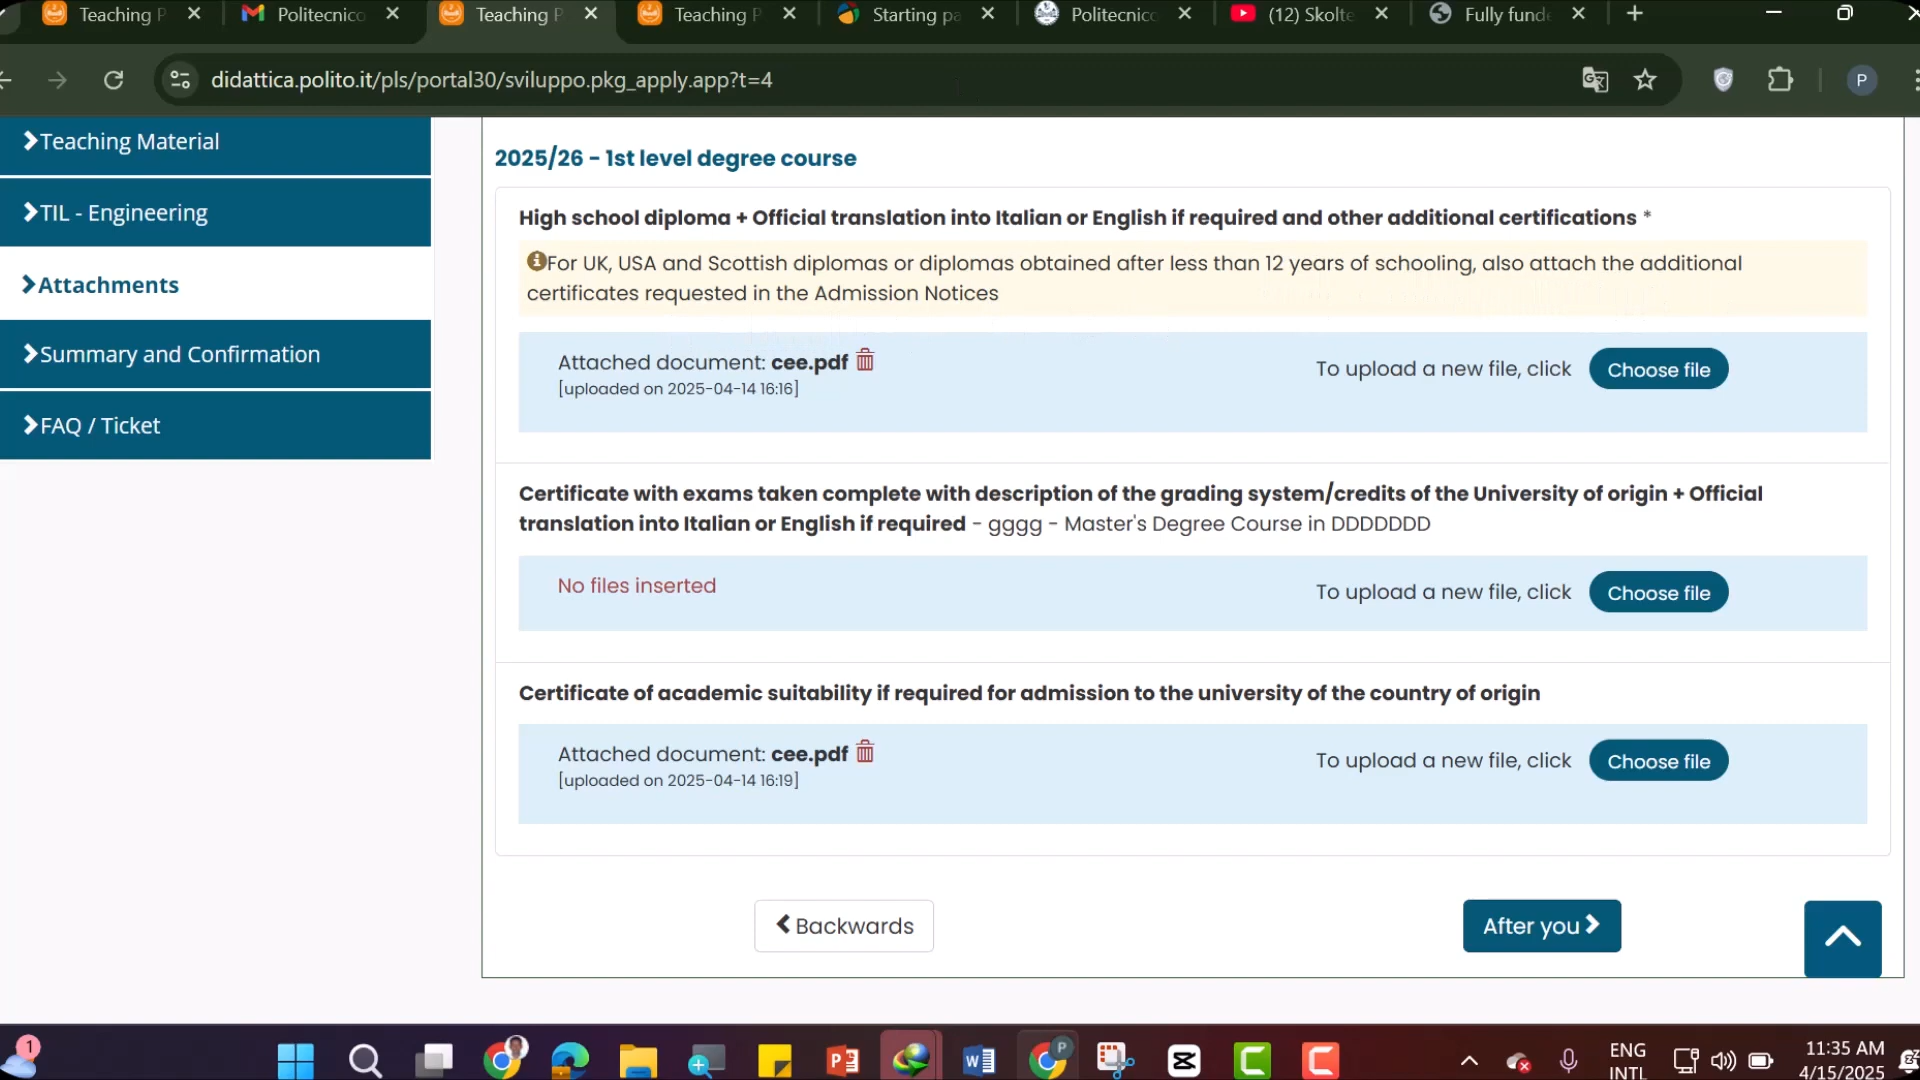 Teaching P
Politecnico
Teaching P
Teaching P
Starting pa
Politecnico
(12) Skolte
Fully funde
didattica.polito.it/pls/portal30/sviluppo.pkg_apply.app?t=4
P
Teaching Material
TIL - Engineering
Attachments
Summary and Confirmation
FAQ / Ticket
2025/26 - 1st level degree course
High school diploma + Official translation into Italian or English if required and other additional certifications *
For UK, USA and Scottish diplomas or diplomas obtained after less than 12 years of schooling, also attach the additional
certificates requested in the Admission Notices
Attached document: cee.pdf
[uploaded on 2025-04-14 16:16]
To upload a new file, click
Choose file
Certificate with exams taken complete with description of the grading system/credits of the University of origin + Official
translation into Italian or English if required - gggg - Master's Degree Course in DDDDDDD
No files inserted
To upload a new file, click
Choose file
Certificate of academic suitability if required for admission to the university of the country of origin
Attached document: cee.pdf
[uploaded on 2025-04-14 16:19]
To upload a new file, click
Choose file
Backwards
After you
1
P
ENG
INTL
11:35 AM
4/15/2025